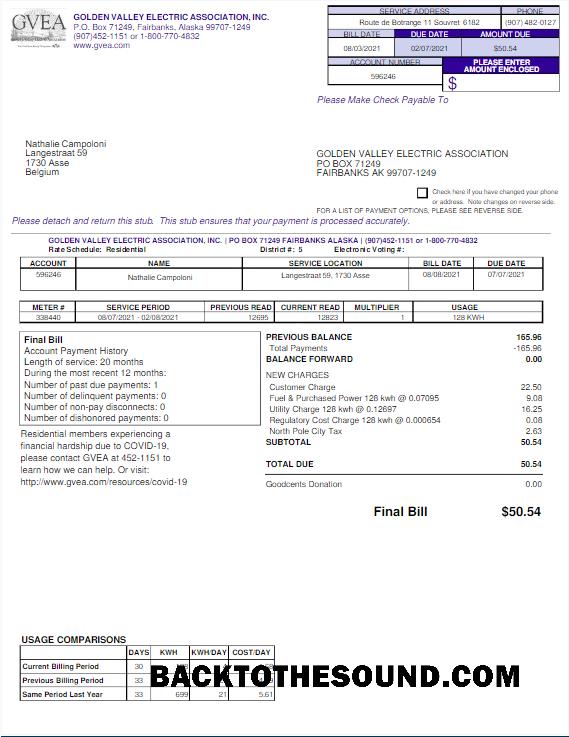 GVEA
GOLDEN VALLEY ELECTRIC ASSOCIATION, INC.
P.O. Box 71249, Fairbanks, Alaska 99707-1249
(907)452-1151 or 1-800-770-4832
www.gvea.com
SERVICE ADDRESS PHONE
Route de Botrange 11 Souvret 6182 (907) 482-0127
BILL DATE DUE DATE AMOUNT DUE
08/03/2021 02/07/2021 $50.54
ACCOUNT NUMBER PLEASE ENTER AMOUNT ENCLOSED
596246 $
Please Make Check Payable To
Nathalie Campoloni
Langestraat 59
1730 Asse
Belgium
GOLDEN VALLEY ELECTRIC ASSOCIATION
PO BOX 71249
FAIRBANKS AK 99707-1249
Check here if you have changed your phone
or address. Note changes on reverse side.
FOR A LIST OF PAYMENT OPTIONS, PLEASE SEE REVERSE SIDE.
Please detach and return this stub. This stub ensures that your payment is processed accurately.
GOLDEN VALLEY ELECTRIC ASSOCIATION, INC. | PO BOX 71249 FAIRBANKS ALASKA | (907)452-1151 or 1-800-770-4832
Rate Schedule: Residential District #: 5 Electronic Voting #:
ACCOUNT NAME SERVICE LOCATION BILL DATE DUE DATE
596246 Nathalie Campoloni Langestraat 59, 1730 Asse 08/08/2021 07/07/2021
METER # SERVICE PERIOD PREVIOUS READ CURRENT READ MULTIPLIER USAGE
338440 08/07/2021 - 02/08/2021 12695 12823 1 128 KWH
Final Bill
Account Payment History
Length of service: 20 months
During the most recent 12 months:
Number of past due payments: 1
Number of delinquent payments: 0
Number of non-pay disconnects: 0
Number of dishonored payments: 0
Residential members experiencing a
financial hardship due to COVID-19,
please contact GVEA at 452-1151 to
learn how we can help. Or visit:
http://www.gvea.com/resources/covid-19
PREVIOUS BALANCE 165.96
Total Payments -165.96
BALANCE FORWARD 0.00
NEW CHARGES
Customer Charge 22.50
Fuel & Purchased Power 128 kwh @ 0.07095 9.08
Utility Charge 128 kwh @ 0.12697 16.25
Regulatory Cost Charge 128 kwh @ 0.000654 0.08
North Pole City Tax 2.63
SUBTOTAL 50.54
TOTAL DUE 50.54
Goodcents Donation 0.00
Final Bill $50.54
USAGE COMPARISONS
DAYS KWH KWH/DAY COST/DAY
Current Billing Period 30
Previous Billing Period 33
Same Period Last Year 33 699 21 5.61
BACKTOTHESOUND.COM